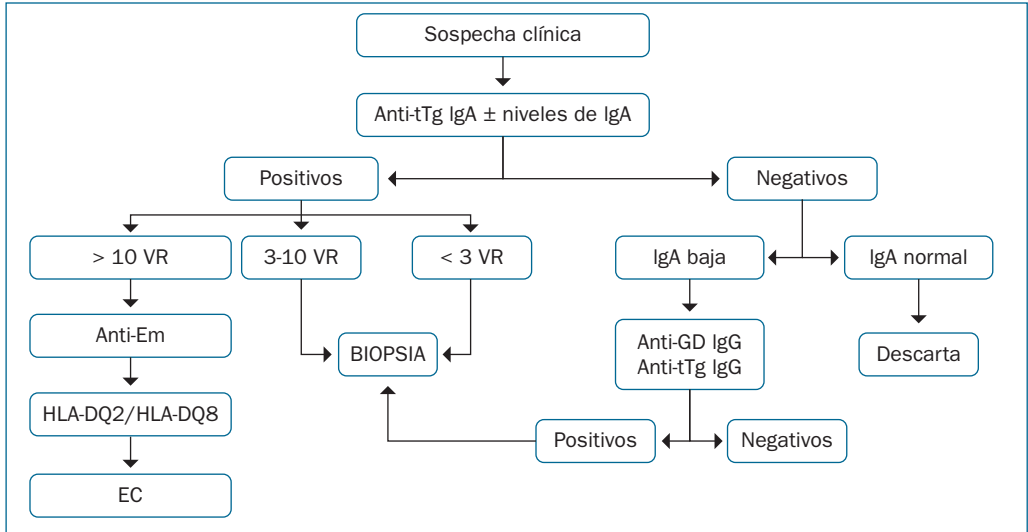 Sospecha clínica
Anti-tTg IgA ± niveles de IgA
Positivos
Negativos
> 10 VR
3-10 VR
< 3 VR
IgA baja
IgA normal
Anti-Em
BIOPSIA
Anti-GD IgG
Anti-tTg IgG
Descarta
HLA-DQ2/HLA-DQ8
Positivos
Negativos
EC